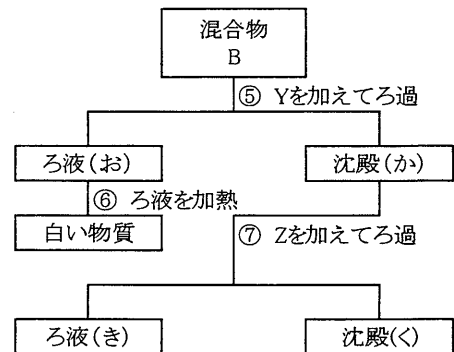 混合物
B
⑤ Yを加えてろ過
ろ液(お)
沈殿(か)
⑥ ろ液を加熱
白い物質
⑦ Zを加えてろ過
ろ液(き)
沈殿(く)